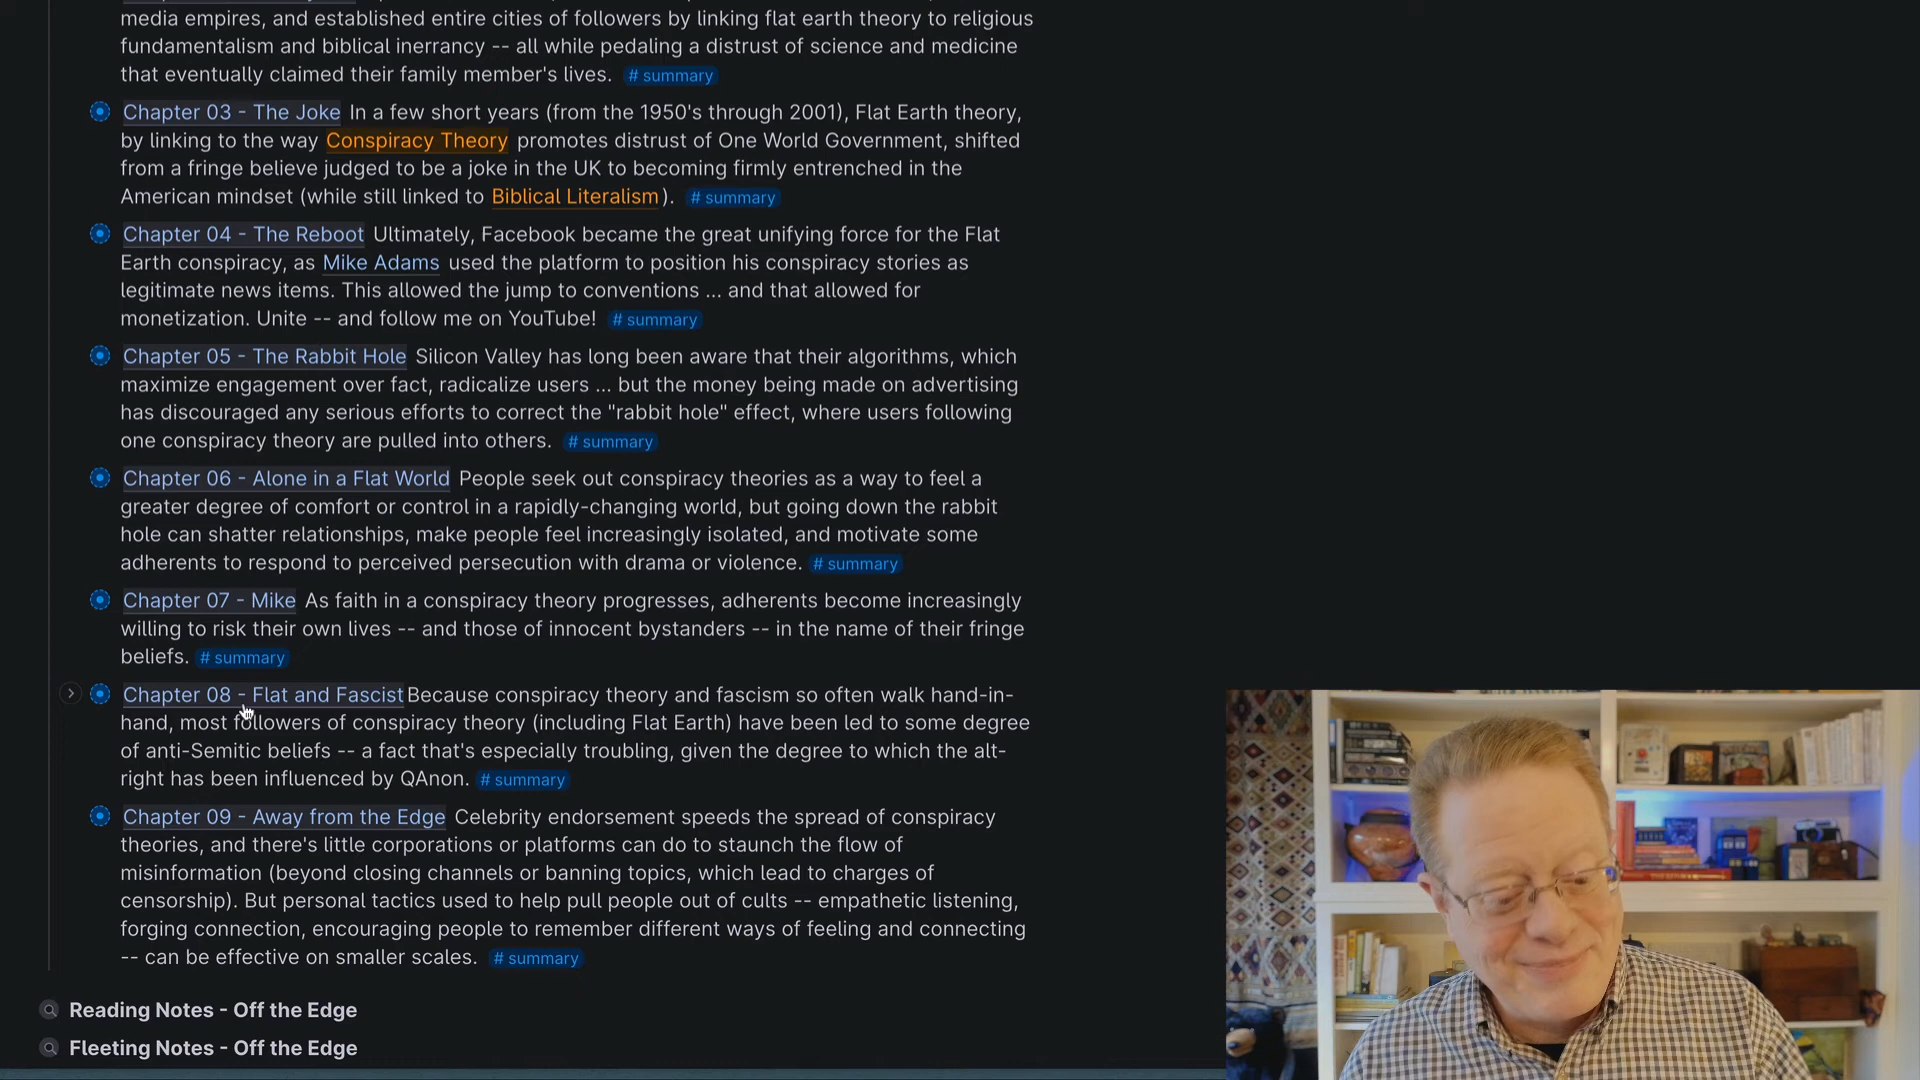 media empires, and established entire cities of followers by linking flat earth theory to religious
fundamentalism and biblical inerrancy -- all while pedaling a distrust of science and medicine
that eventually claimed their family member's lives. # summary
Chapter 03 - The Joke In a few short years (from the 1950's through 2001), Flat Earth theory,
by linking to the way Conspiracy Theory promotes distrust of One World Government, shifted
from a fringe believe judged to be a joke in the UK to becoming firmly entrenched in the
American mindset (while still linked to Biblical Literalism). # summary
Chapter 04 - The Reboot Ultimately, Facebook became the great unifying force for the Flat
Earth conspiracy, as Mike Adams used the platform to position his conspiracy stories as
legitimate news items. This allowed the jump to conventions ... and that allowed for
monetization. Unite -- and follow me on YouTube! # summary
Chapter 05 - The Rabbit Hole Silicon Valley has long been aware that their algorithms, which
maximize engagement over fact, radicalize users ... but the money being made on advertising
has discouraged any serious efforts to correct the "rabbit hole" effect, where users following
one conspiracy theory are pulled into others. # summary
Chapter 06 - Alone in a Flat World People seek out conspiracy theories as a way to feel a
greater degree of comfort or control in a rapidly-changing world, but going down the rabbit
hole can shatter relationships, make people feel increasingly isolated, and motivate some
adherents to respond to perceived persecution with drama or violence. # summary
Chapter 07 - Mike As faith in a conspiracy theory progresses, adherents become increasingly
willing to risk their own lives -- and those of innocent bystanders -- in the name of their fringe
beliefs. # summary
Chapter 08 - Flat and Fascist Because conspiracy theory and fascism so often walk hand-in-
hand, most followers of conspiracy theory (including Flat Earth) have been led to some degree
of anti-Semitic beliefs -- a fact that's especially troubling, given the degree to which the alt-
right has been influenced by QAnon. # summary
Chapter 09 - Away from the Edge Celebrity endorsement speeds the spread of conspiracy
theories, and there's little corporations or platforms can do to staunch the flow of
misinformation (beyond closing channels or banning topics, which lead to charges of
censorship). But personal tactics used to help pull people out of cults -- empathetic listening,
forging connection, encouraging people to remember different ways of feeling and connecting
-- can be effective on smaller scales. # summary
Reading Notes - Off the Edge
Fleeting Notes - Off the Edge